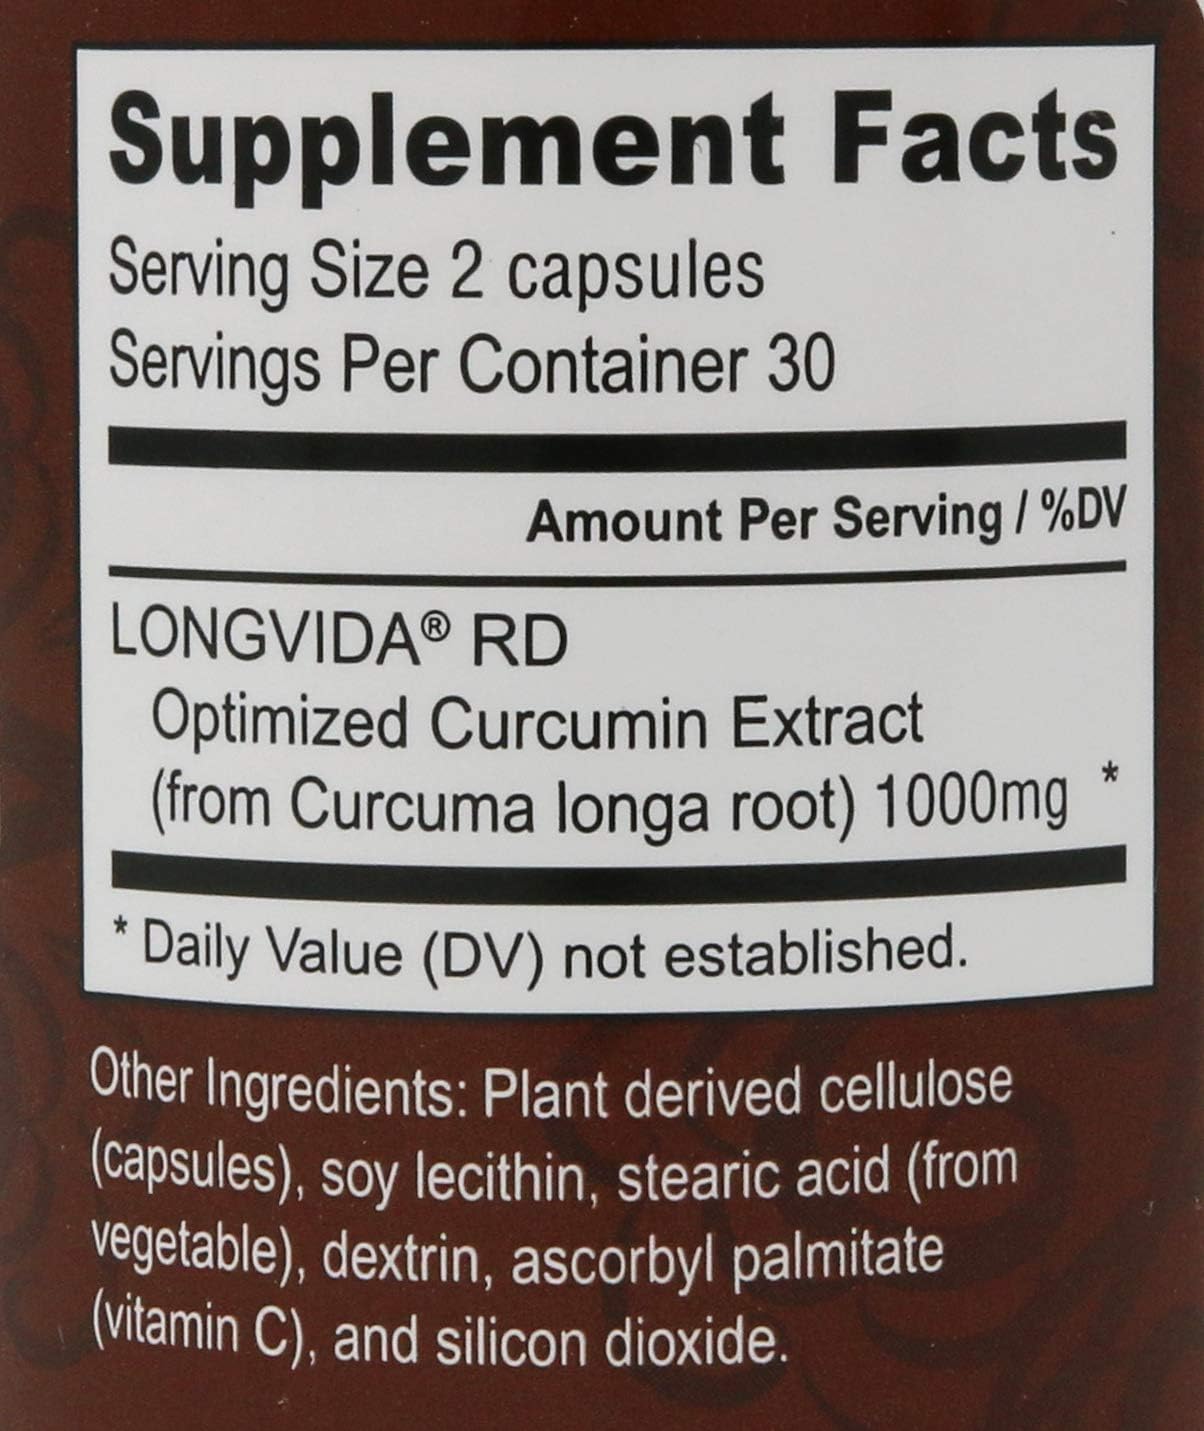 Supplement Facts
Serving Size 2 capsules
Servings Per Container 30
Amount Per Serving / %DV
LONGVIDA® RD
Optimized Curcumin Extract
(from Curcuma longa root) 1000mg *
* Daily Value (DV) not established.
Other Ingredients: Plant derived cellulose
(capsules), soy lecithin, stearic acid (from
vegetable), dextrin, ascorbyl palmitate
(vitamin C), and silicon dioxide.